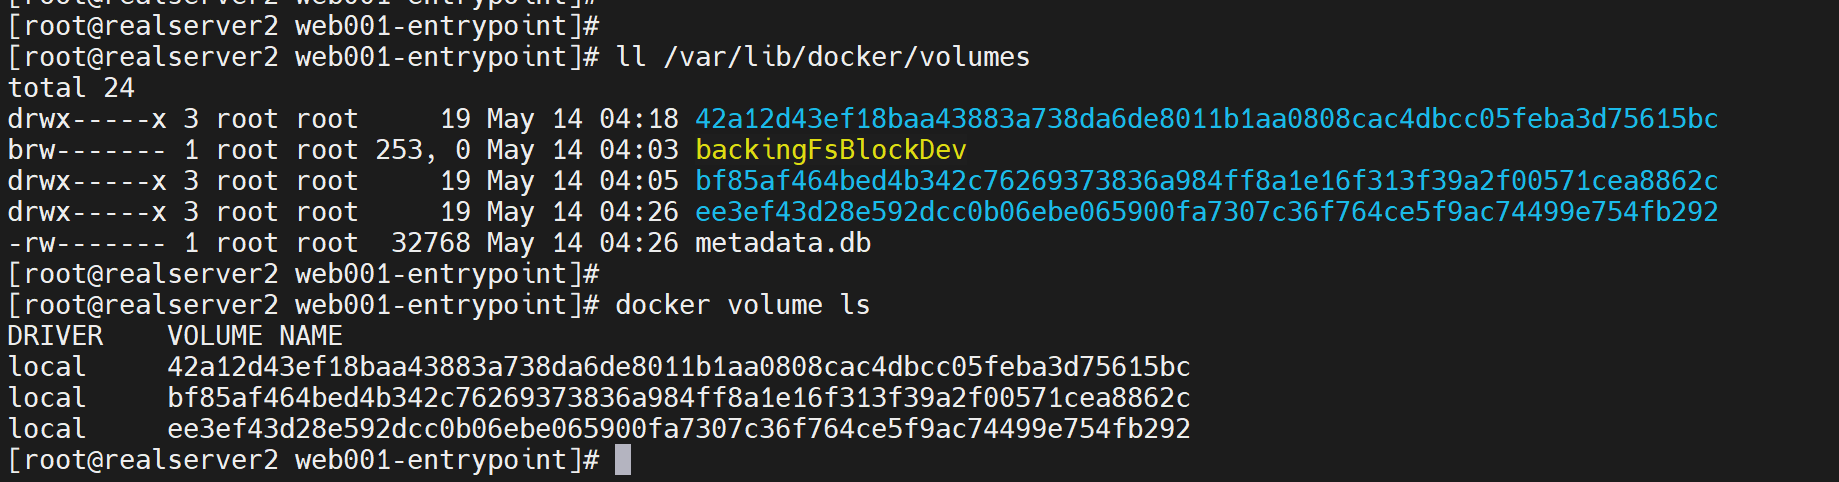 [root@realserver2 web001-entrypoint]#
[root@realserver2 web001-entrypoint]# ll /var/lib/docker/volumes
total 24
drwx-----x 3 root root     19 May 14 04:18 42a12d43ef18baa43883a738da6de8011b1aa0808cac4dbcc05feba3d75615bc
brw------- 1 root root 253, 0 May 14 04:03 backingFsBlockDev
drwx-----x 3 root root     19 May 14 04:05 bf85af464bed4b342c76269373836a984ff8a1e16f313f39a2f00571cea8862c
drwx-----x 3 root root     19 May 14 04:26 ee3ef43d28e592dcc0b06ebe065900fa7307c36f764ce5f9ac74499e754fb292
-rw------- 1 root root  32768 May 14 04:26 metadata.db
[root@realserver2 web001-entrypoint]#
[root@realserver2 web001-entrypoint]# docker volume ls
DRIVER    VOLUME NAME
local     42a12d43ef18baa43883a738da6de8011b1aa0808cac4dbcc05feba3d75615bc
local     bf85af464bed4b342c76269373836a984ff8a1e16f313f39a2f00571cea8862c
local     ee3ef43d28e592dcc0b06ebe065900fa7307c36f764ce5f9ac74499e754fb292
[root@realserver2 web001-entrypoint]#